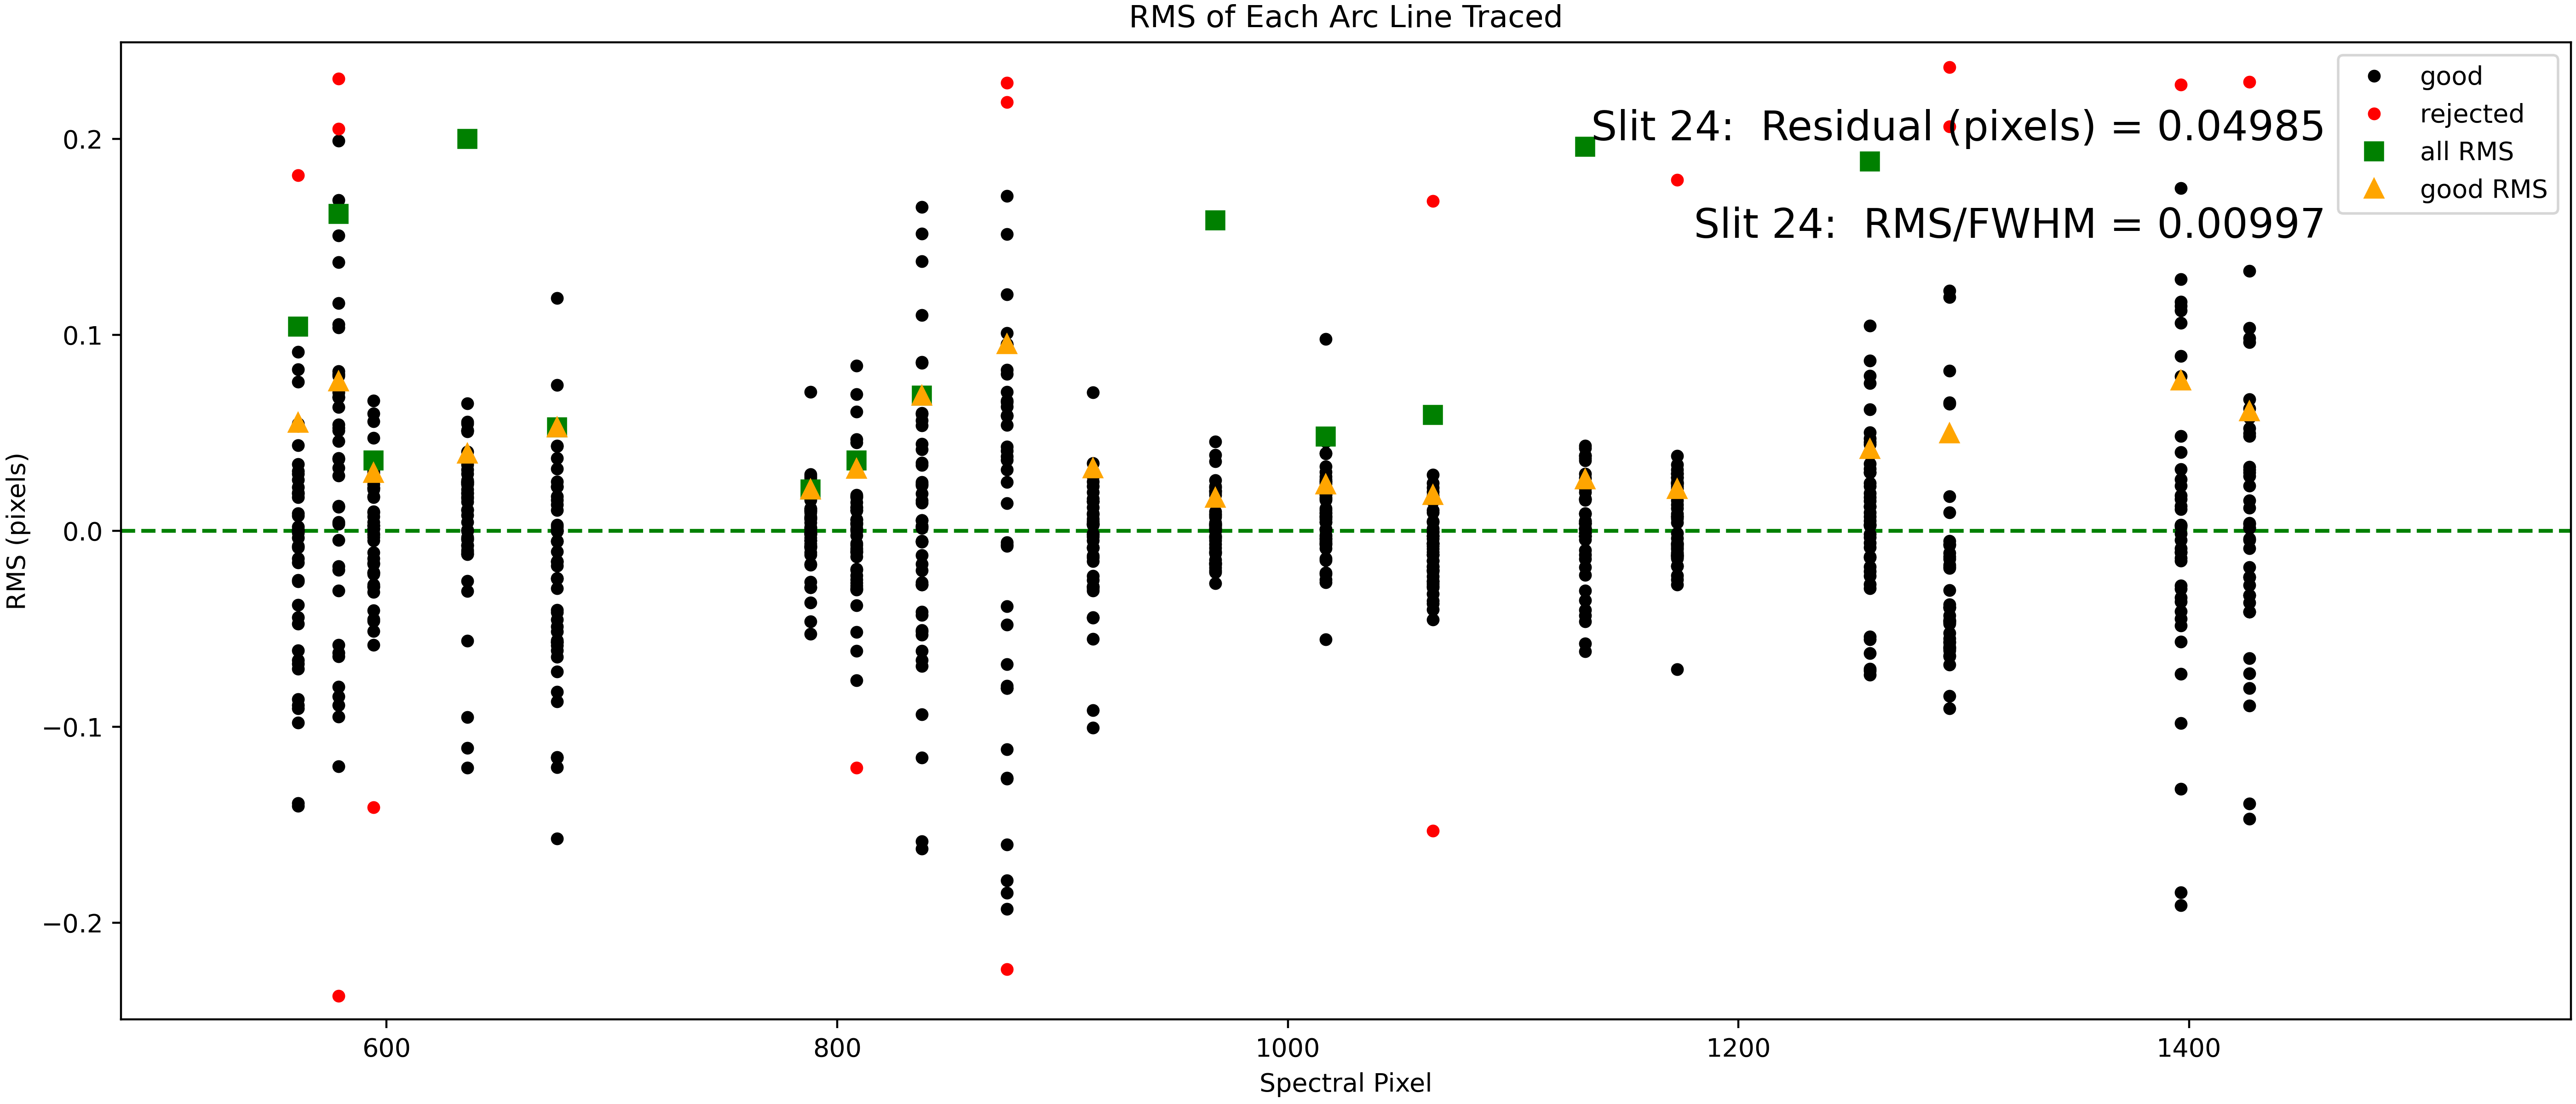 RMS of Each Arc Line Traced
good
rejected
all RMS
good RMS
Slit 24:  Residual (pixels) = 0.04985
Slit 24:  RMS/FWHM = 0.00997
RMS (pixels)
0.2
0.1
0.0
−0.1
−0.2
600
800
1000
1200
1400
Spectral Pixel